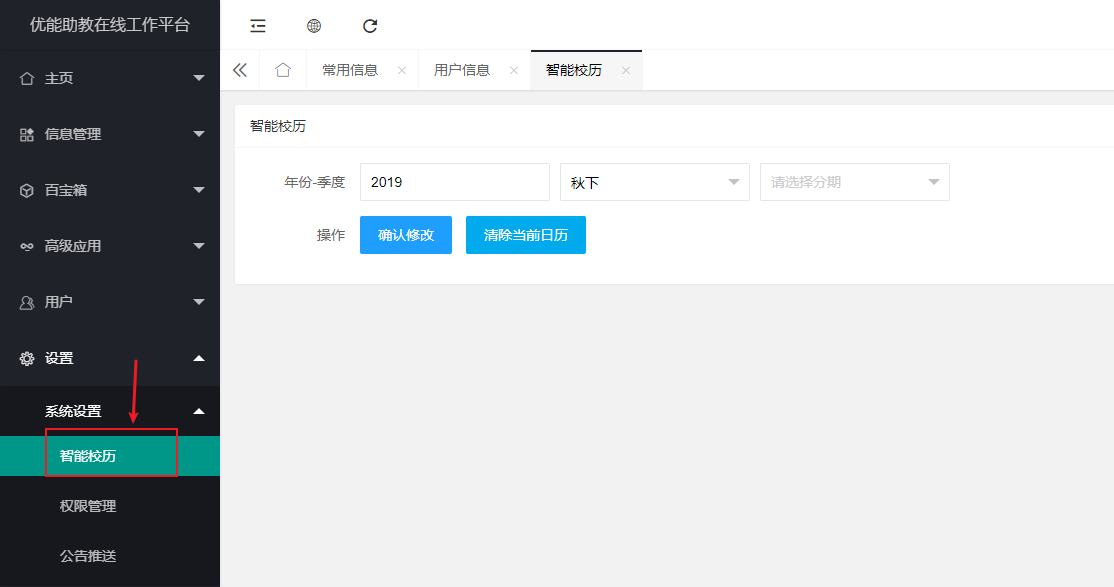 优能助教在线工作平台
主页
信息管理
百宝箱
高级应用
用户
设置
系统设置
智能校历
权限管理
公告推送
常用信息
用户信息
智能校历
智能校历
年份-季度 2019 秋下 请选择分期
操作 确认修改 清除当前日历